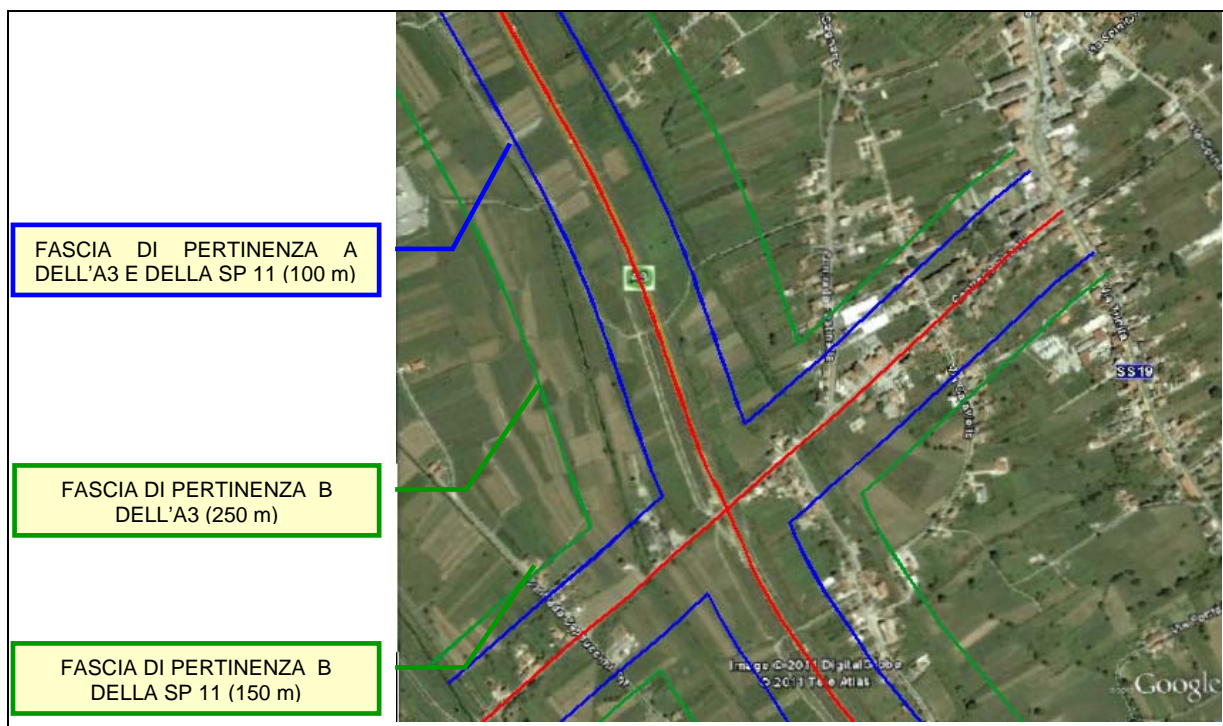 FASCIA DI PERTINENZA A
DELL'A3 E DELLA SP 11 (100 m)
FASCIA DI PERTINENZA B
DELL'A3 (250 m)
FASCIA DI PERTINENZA B
DELLA SP 11 (150 m)
SS19
Image © 2011 DigitalGlobe
© 2011 Tele Atlas
Google